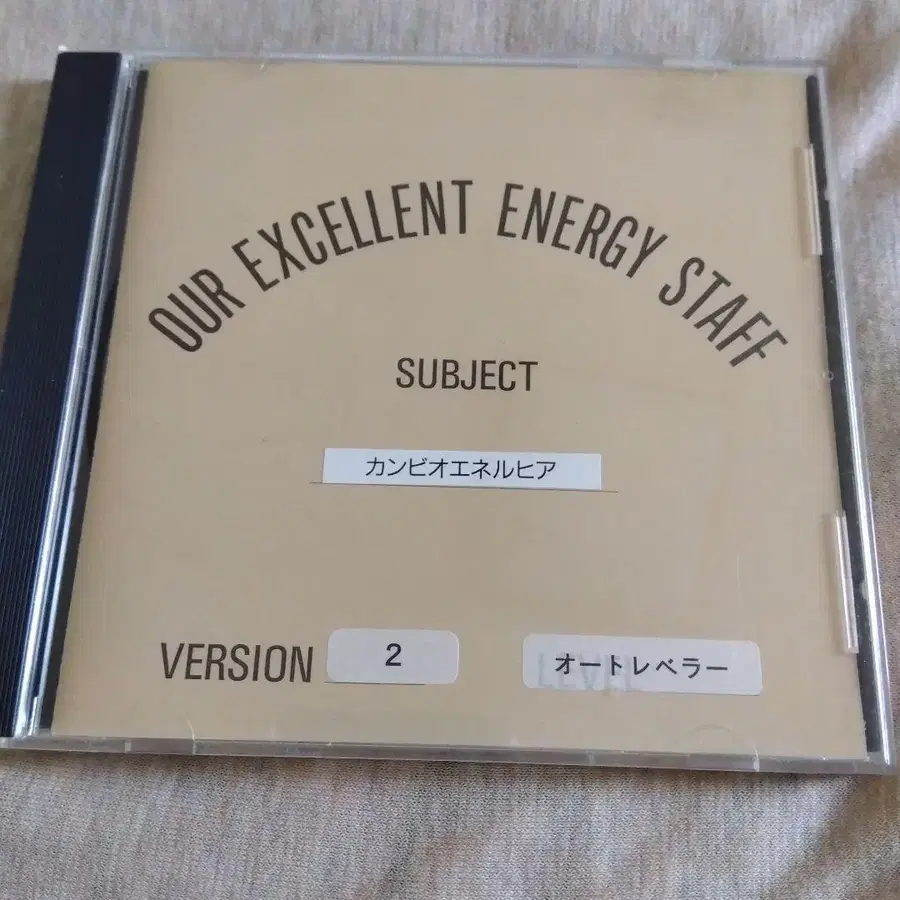 OUR EXCELLENT ENERGY STAFF
SUBJECT
カンビオエネルヒア
VERSION 2
LEVEL オートレベラー